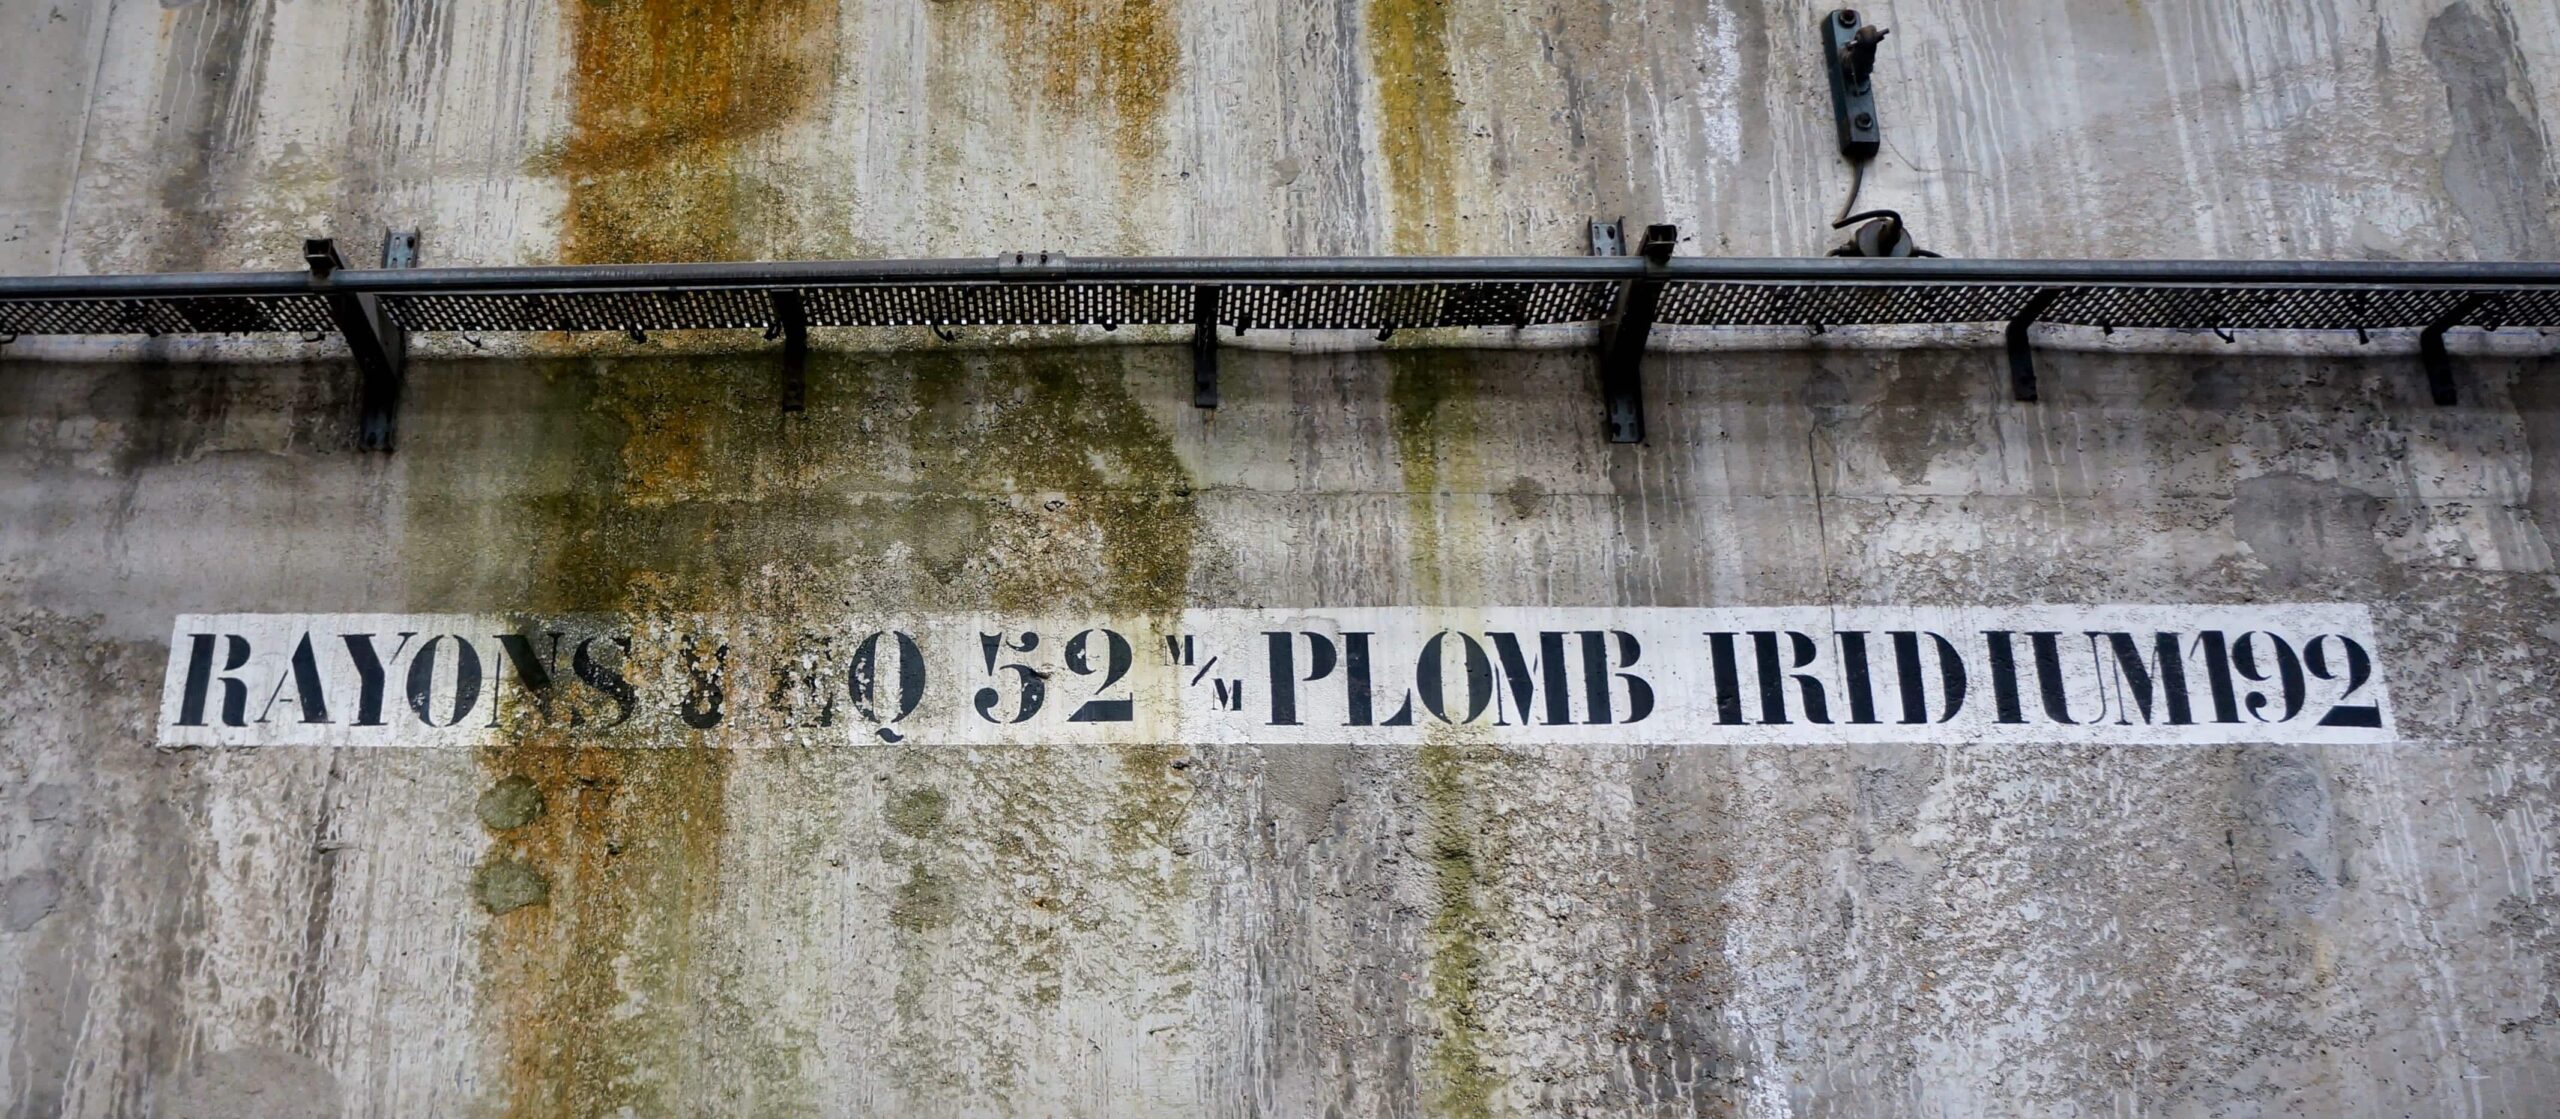 RAYONS EQ 52 M/M PLOMB IRIDIUM192